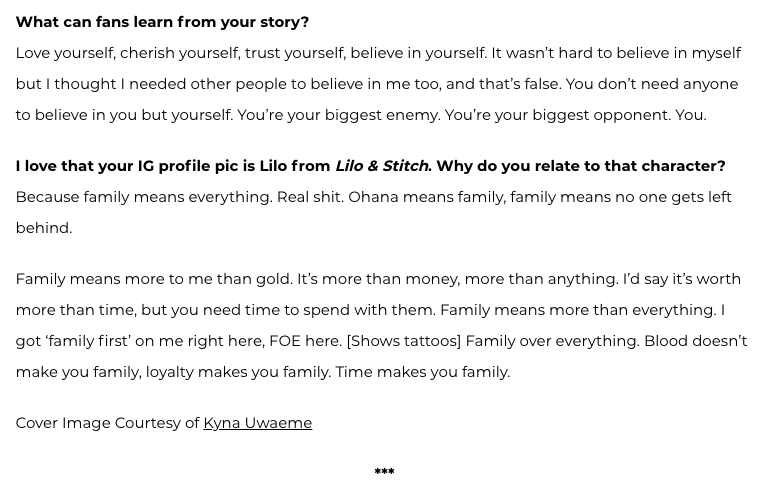 What can fans learn from your story?
Love yourself, cherish yourself, trust yourself, believe in yourself. It wasn’t hard to believe in myself
but I thought I needed other people to believe in me too, and that’s false. You don’t need anyone
to believe in you but yourself. You’re your biggest enemy. You’re your biggest opponent. You.
I love that your IG profile pic is Lilo from Lilo & Stitch. Why do you relate to that character?
Because family means everything. Real shit. Ohana means family, family means no one gets left
behind.
Family means more to me than gold. It’s more than money, more than anything. I’d say it’s worth
more than time, but you need time to spend with them. Family means more than everything. I
got ‘family first’ on me right here, FOE here. [Shows tattoos] Family over everything. Blood doesn’t
make you family, loyalty makes you family. Time makes you family.
Cover Image Courtesy of Kyna Uwaeme
***